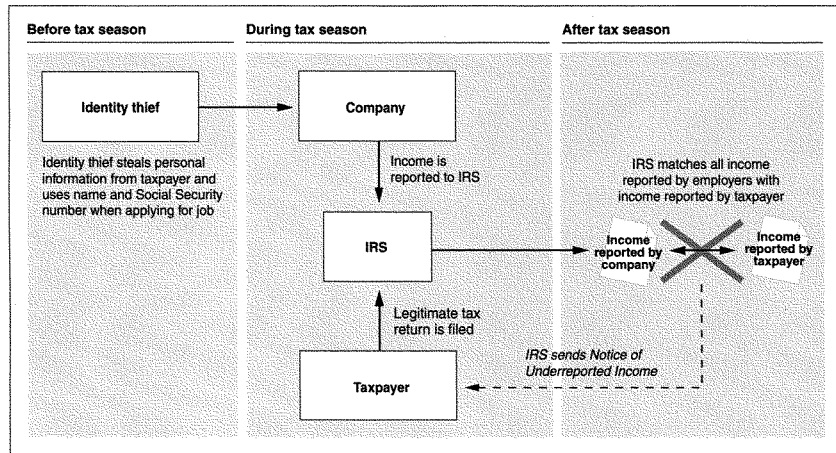 Before tax season
During tax season
After tax season
Identity thief
Identity thief steals personal
information from taxpayer and
uses name and Social Security
number when applying for job
Company
Income is
reported to IRS
IRS
Legitimate tax
return is filed
Taxpayer
IRS matches all income
reported by employers with
income reported by taxpayer
Income
reported by
company
Income
reported by
taxpayer
IRS sends Notice of
Underreported Income